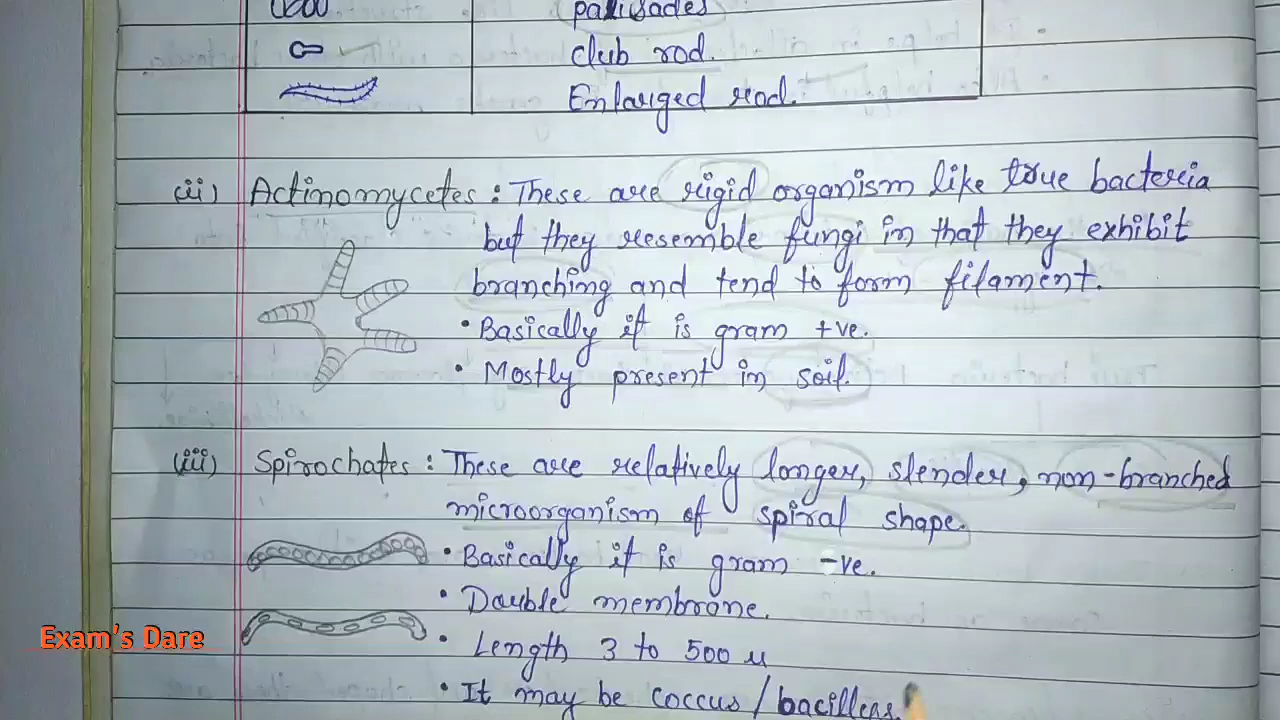 palisades
club rod.
Enlarged rod.
(ii) Actinomycetes : These are rigid organism like true bacteria
but they resemble fungi in that they exhibit
branching and tend to form filament.
• Basically it is gram +ve.
• Mostly present in soil.
(iii) Spirochates : These are relatively longer, slender, non-branched
microorganism of spiral shape.
• Basically it is gram -ve.
• Double membrane.
Exam's Dare
• Length 3 to 500 u
• It may be coccus / bacillus.